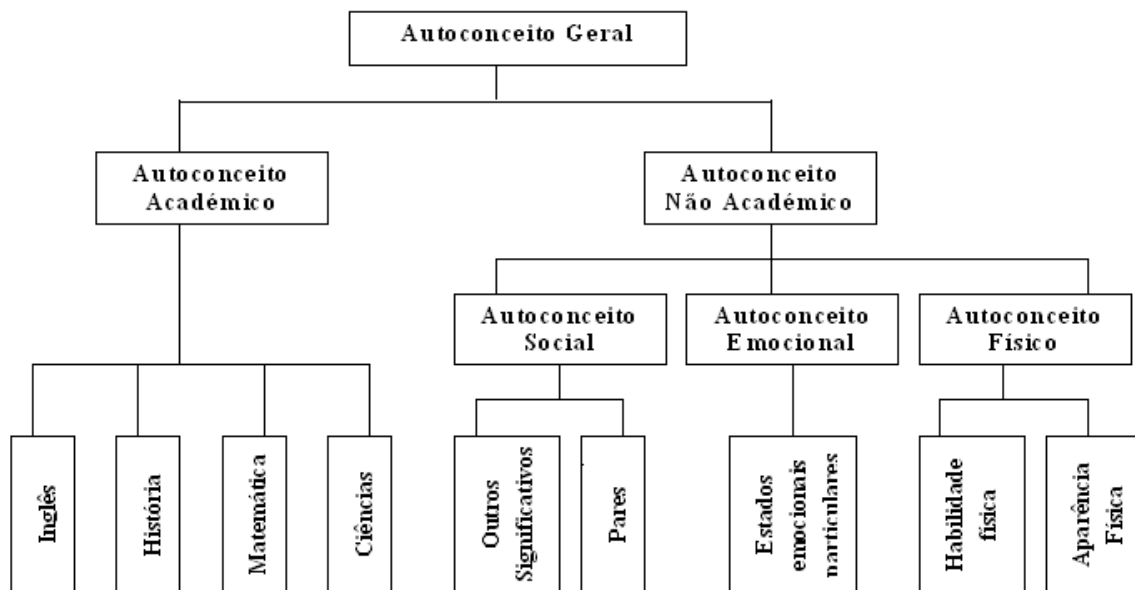 Autoconceito Geral
Autoconceito
Académico
Autoconceito
Não Académico
Autoconceito
Social
Autoconceito
Emocional
Autoconceito
Físico
Inglês
História
Matemática
Ciências
Outros
Significativos
Pares
Estados
emocionais
particulares
Habilidade
física
Aparência
Física